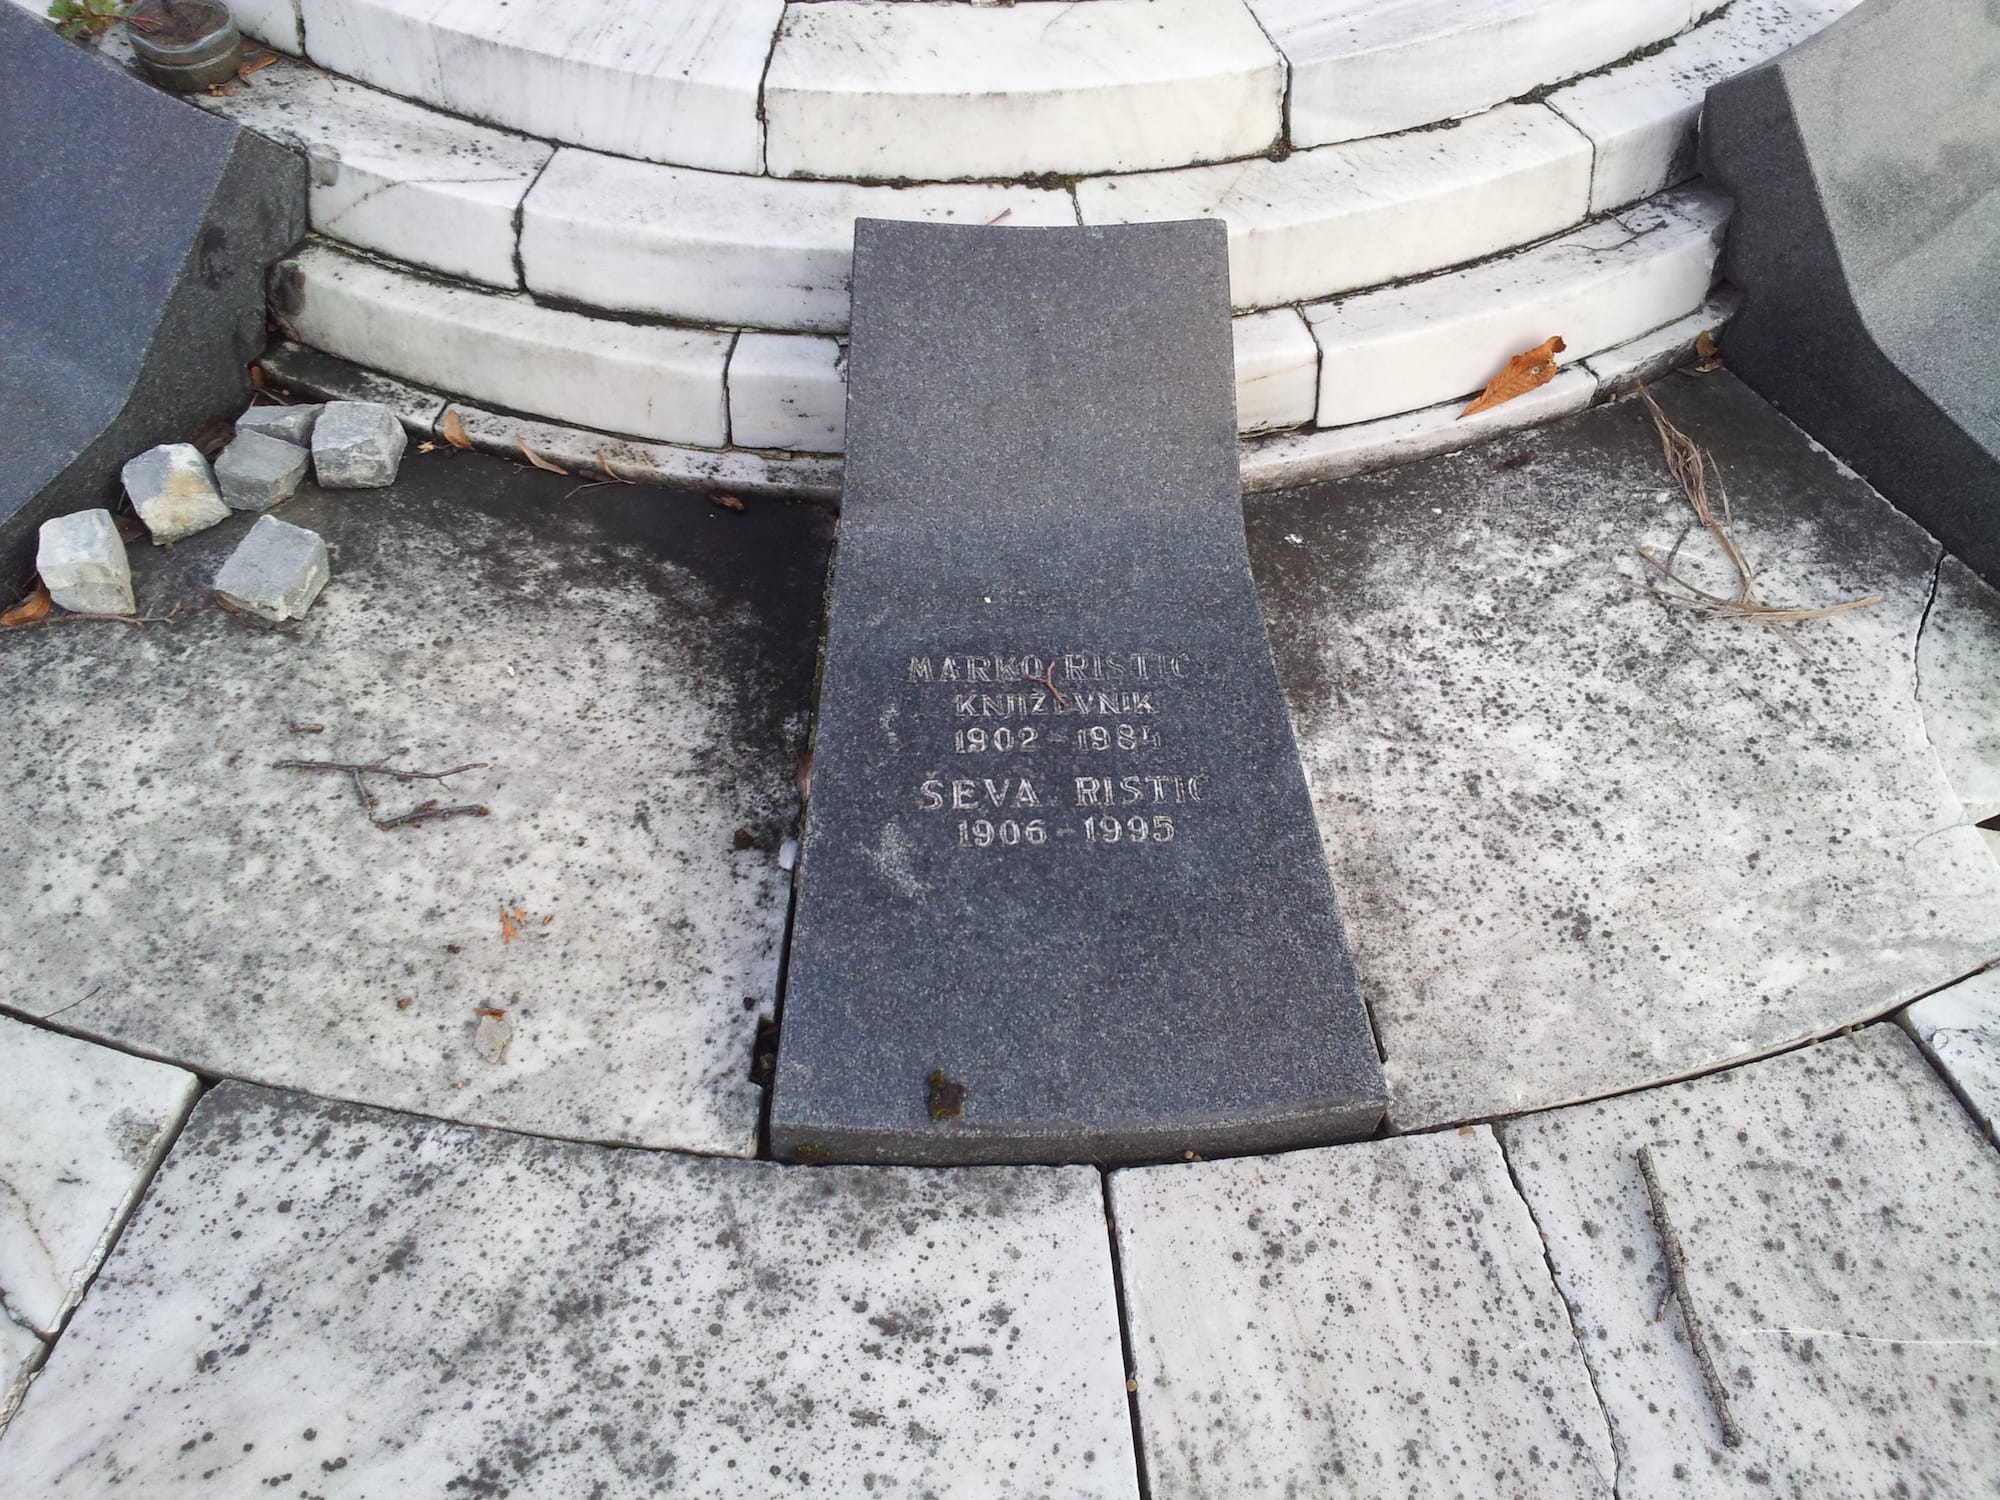 MARKO RISTIĆ
KNJIŽEVNIK
1902-1984
ŠEVA RISTIĆ
1906-1995